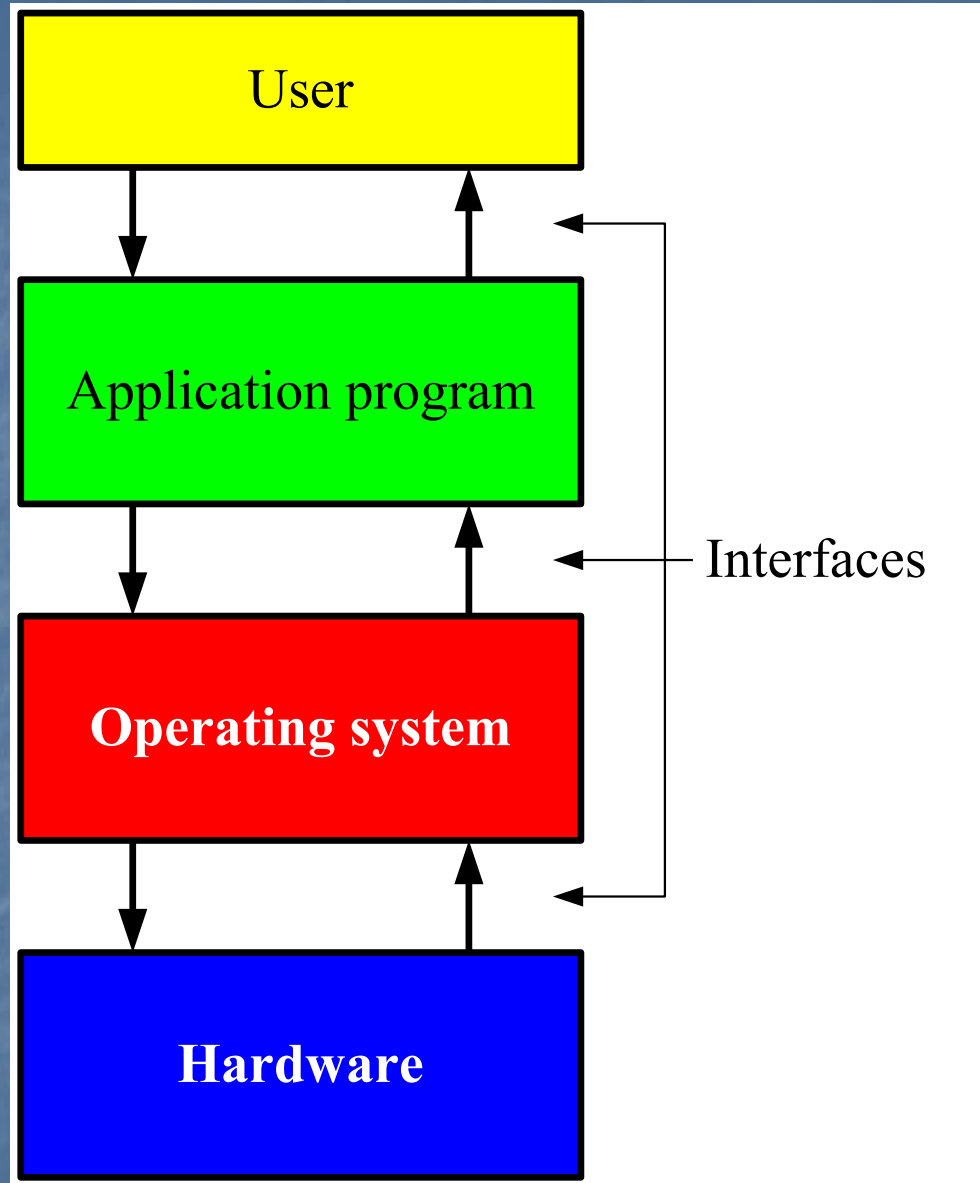 User
Application program
Interfaces
Operating system
Hardware